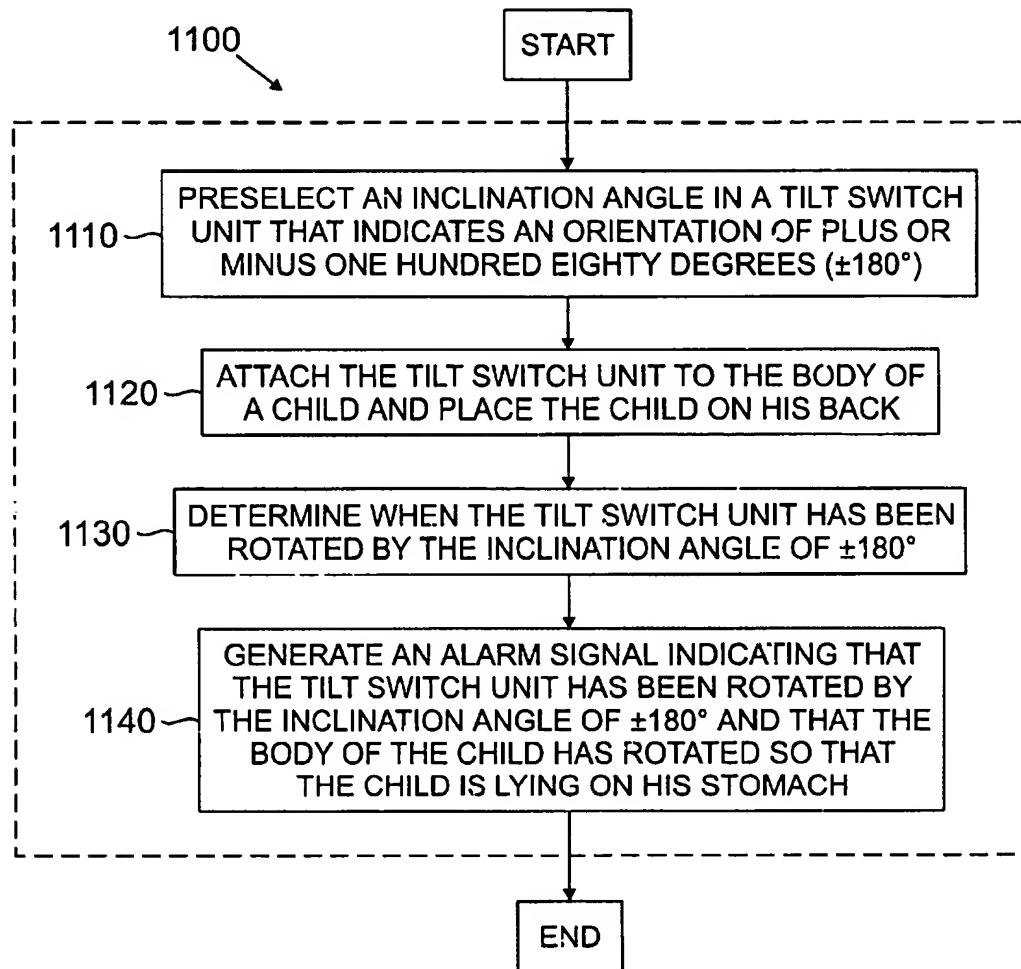 1100
START
1110
PRESELECT AN INCLINATION ANGLE IN A TILT SWITCH
UNIT THAT INDICATES AN ORIENTATION OF PLUS OR
MINUS ONE HUNDRED EIGHTY DEGREES (±180°)
1120
ATTACH THE TILT SWITCH UNIT TO THE BODY OF
A CHILD AND PLACE THE CHILD ON HIS BACK
1130
DETERMINE WHEN THE TILT SWITCH UNIT HAS BEEN
ROTATED BY THE INCLINATION ANGLE OF ±180°
1140
GENERATE AN ALARM SIGNAL INDICATING THAT
THE TILT SWITCH UNIT HAS BEEN ROTATED BY
THE INCLINATION ANGLE OF ±180° AND THAT THE
BODY OF THE CHILD HAS ROTATED SO THAT
THE CHILD IS LYING ON HIS STOMACH
END